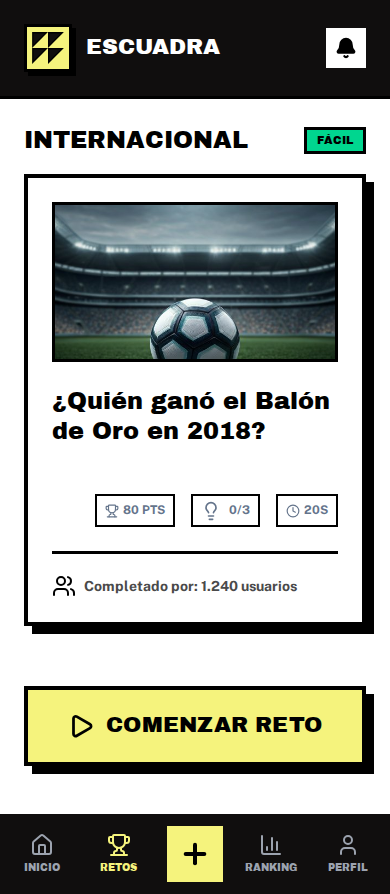 ESCUADRA
INTERNACIONAL
FÁCIL
¿Quién ganó el Balón
de Oro en 2018?
80 PTS
0/3
20S
Completado por: 1.240 usuarios
COMENZAR RETO
INICIO
RETOS
RANKING
PERFIL